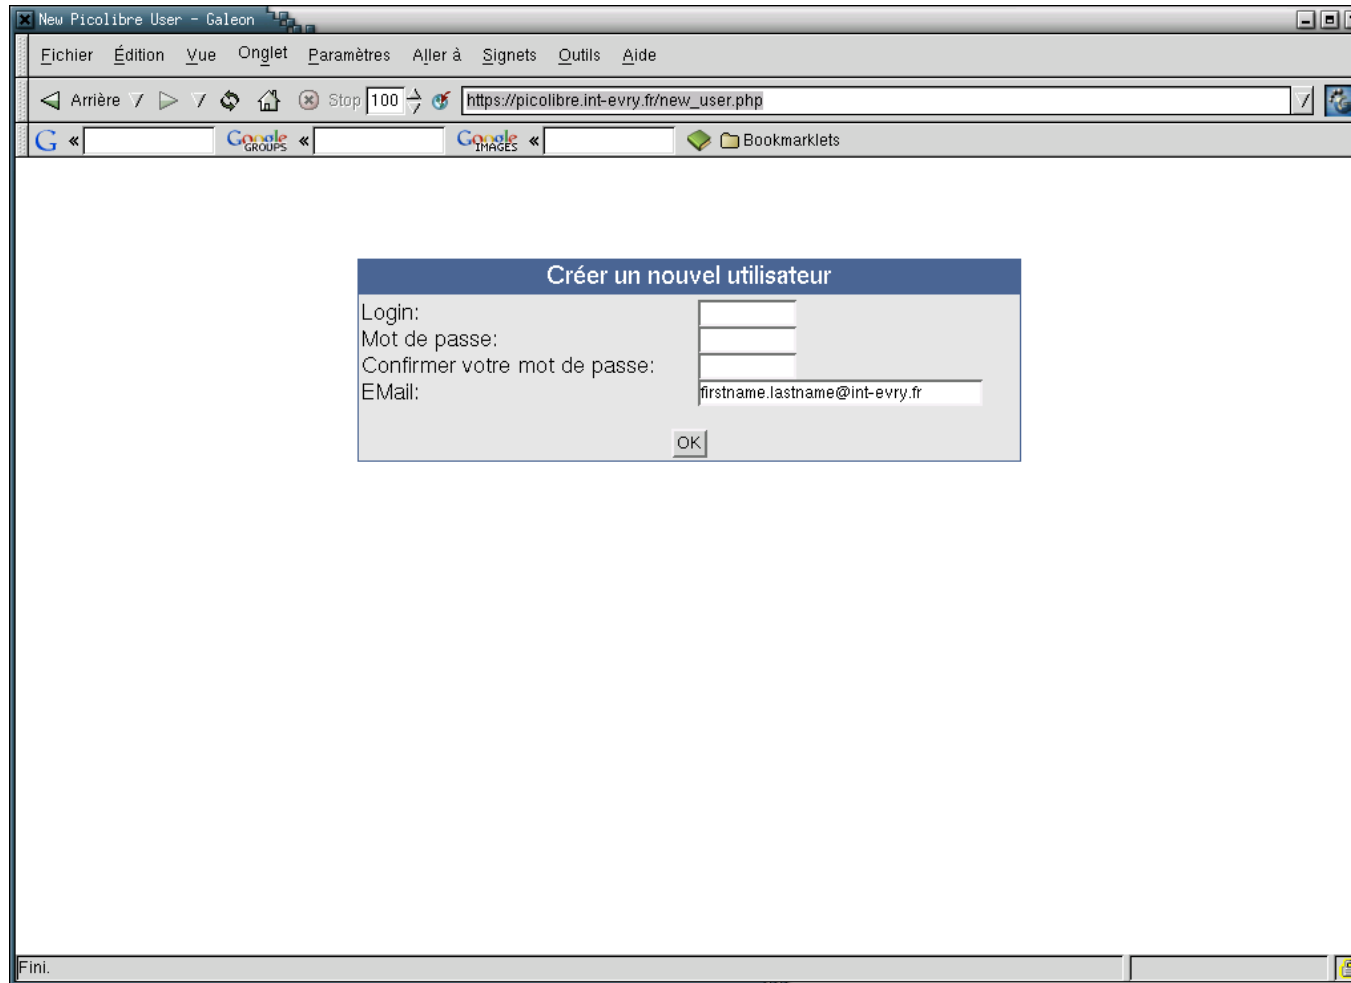 New Picolibre User - Galeon
Fichier Édition Vue Onglet Paramètres Aller à Signets Outils Aide
Arrière Stop 100 https://picolibre.int-evry.fr/new_user.php
G « Google GROUPS « Google IMAGES « Bookmarklets
Créer un nouvel utilisateur
Login:
Mot de passe:
Confirmer votre mot de passe:
EMail: firstname.lastname@int-evry.fr
OK
Fini.